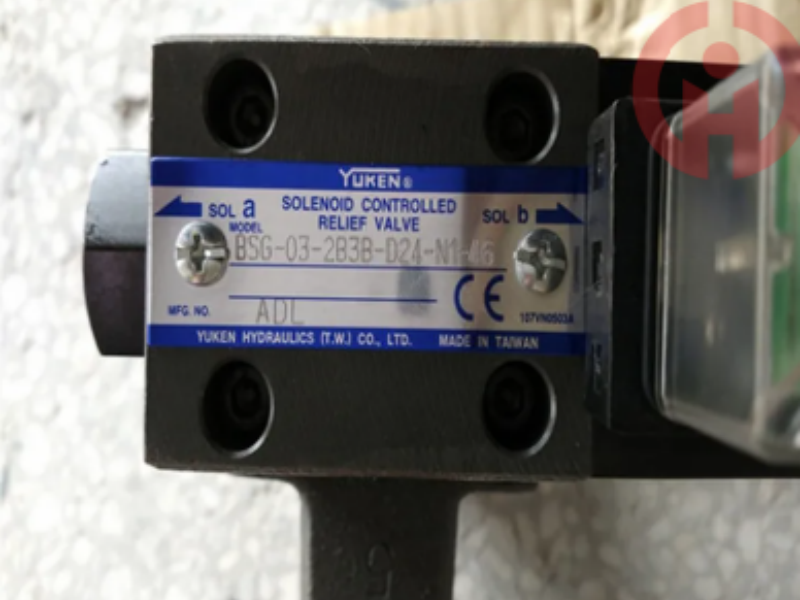 YUKEN®
SOL a
SOLENOID CONTROLLED
RELIEF VALVE
SOL b
MODEL
BSG-03-2B3B-D24-N1-46
MFG. NO.
ADL
CE
107VN0503A
YUKEN HYDRAULICS (T.W.) CO., LTD. MADE IN TAIWAN